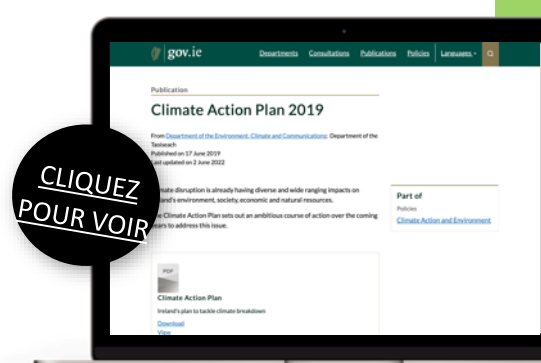 gov.ie
Departments Consultations Publications Policies Languages
Publication
Climate Action Plan 2019
From Department of the Environment, Climate and Communications; Department of the
Taoiseach
Published on 17 June 2019
Last updated on 2 June 2022
CLIQUEZ
POUR VOIR
disruption is already having diverse and wide ranging impacts on
environment, society, economic and natural resources.
Climate Action Plan sets out an ambitious course of action over the coming
years to address this issue.
Part of
Policies
Climate Action and Environment
PDF
Climate Action Plan
Ireland's plan to tackle climate breakdown
Download
View